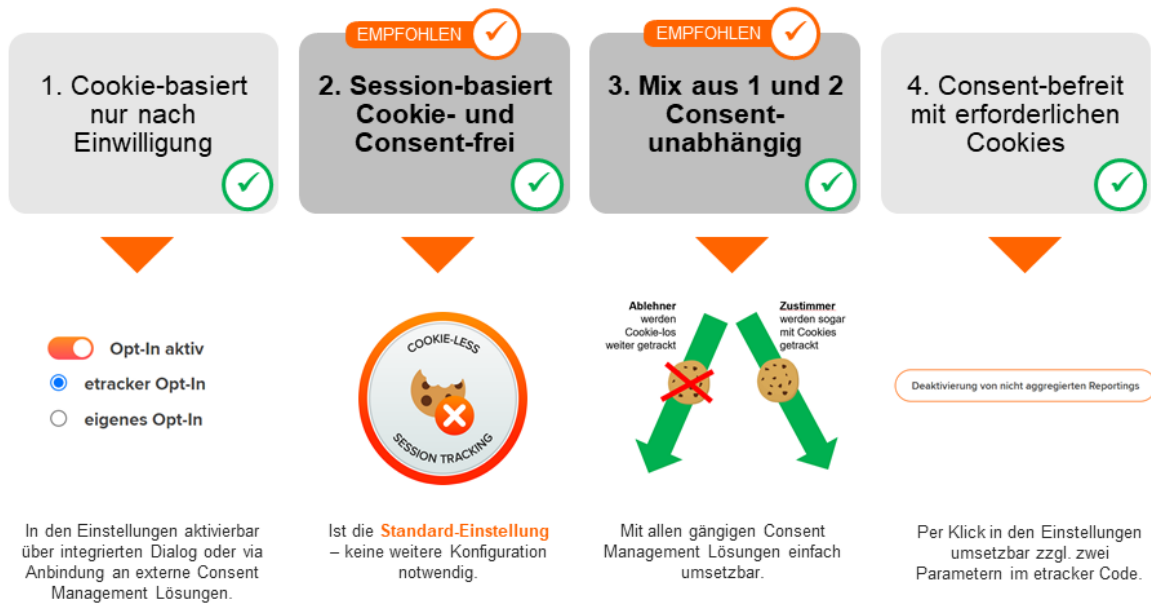 1. Cookie-basiert
nur nach
Einwilligung
EMPFOHLEN
2. Session-basiert
Cookie- und
Consent-frei
EMPFOHLEN
3. Mix aus 1 und 2
Consent-
unabhängig
4. Consent-befreit
mit erforderlichen
Cookies
Opt-In aktiv
etracker Opt-In
eigenes Opt-In
COOKIE-LESS
SESSION TRACKING
Ablehner
werden
Cookie-los
weiter getrackt
Zustimmer
werden sogar
mit Cookies
getrackt
Deaktivierung von nicht aggregierten Reportings
In den Einstellungen aktivierbar
über integrierten Dialog oder via
Anbindung an externe Consent
Management Lösungen.
Ist die Standard-Einstellung
– keine weitere Konfiguration
notwendig.
Mit allen gängigen Consent
Management Lösungen einfach
umsetzbar.
Per Klick in den Einstellungen
umsetzbar zzgl. zwei
Parametern im etracker Code.